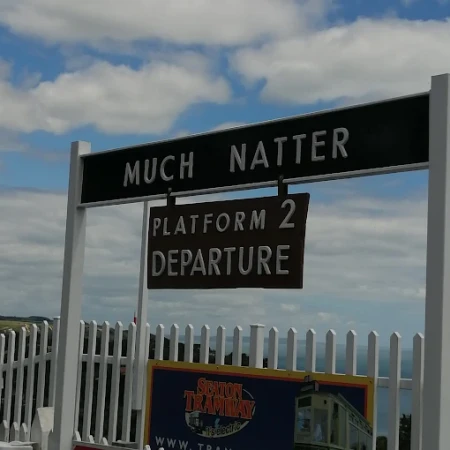 MUCH NATTER
PLATFORM 2
DEPARTURE
SEATON
TRAMWAY